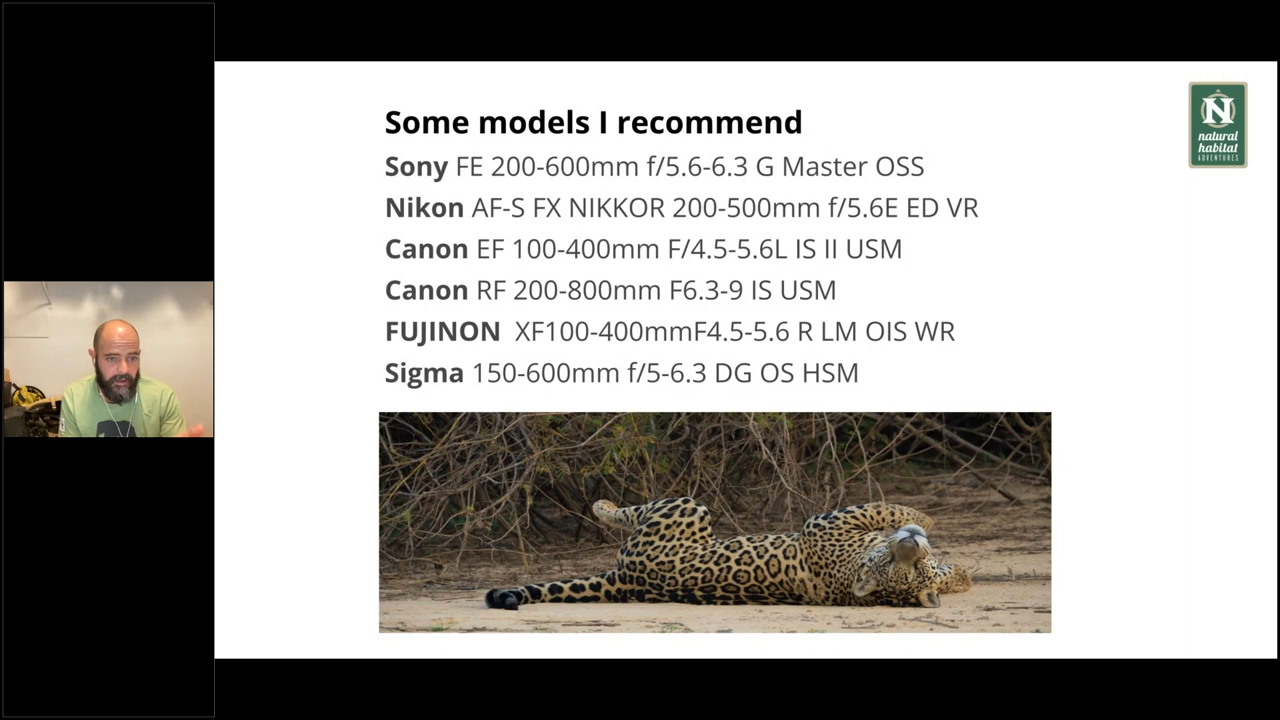 Some models I recommend
Sony FE 200-600mm f/5.6-6.3 G Master OSS
Nikon AF-S FX NIKKOR 200-500mm f/5.6E ED VR
Canon EF 100-400mm F/4.5-5.6L IS II USM
Canon RF 200-800mm F6.3-9 IS USM
FUJINON XF100-400mmF4.5-5.6 R LM OIS WR
Sigma 150-600mm f/5-6.3 DG OS HSM
N
natural
habitat
ADVENTURES